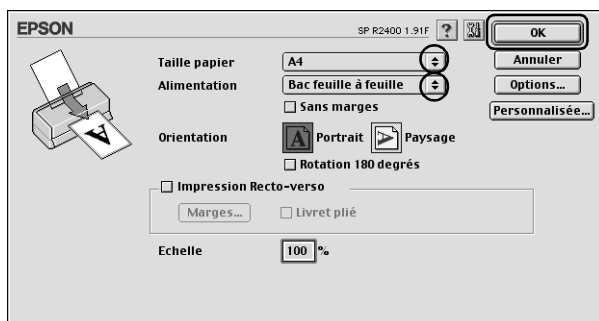 EPSON SP R2400 1.91F ? OK
Taille papier A4 Annuler
Alimentation Bac feuille à feuille Options...
Sans marges Personnalisée...
Orientation A Portrait A Paysage
Rotation 180 degrés
Impression Recto-verso
Marges... Livret plié
Echelle 100 %
A